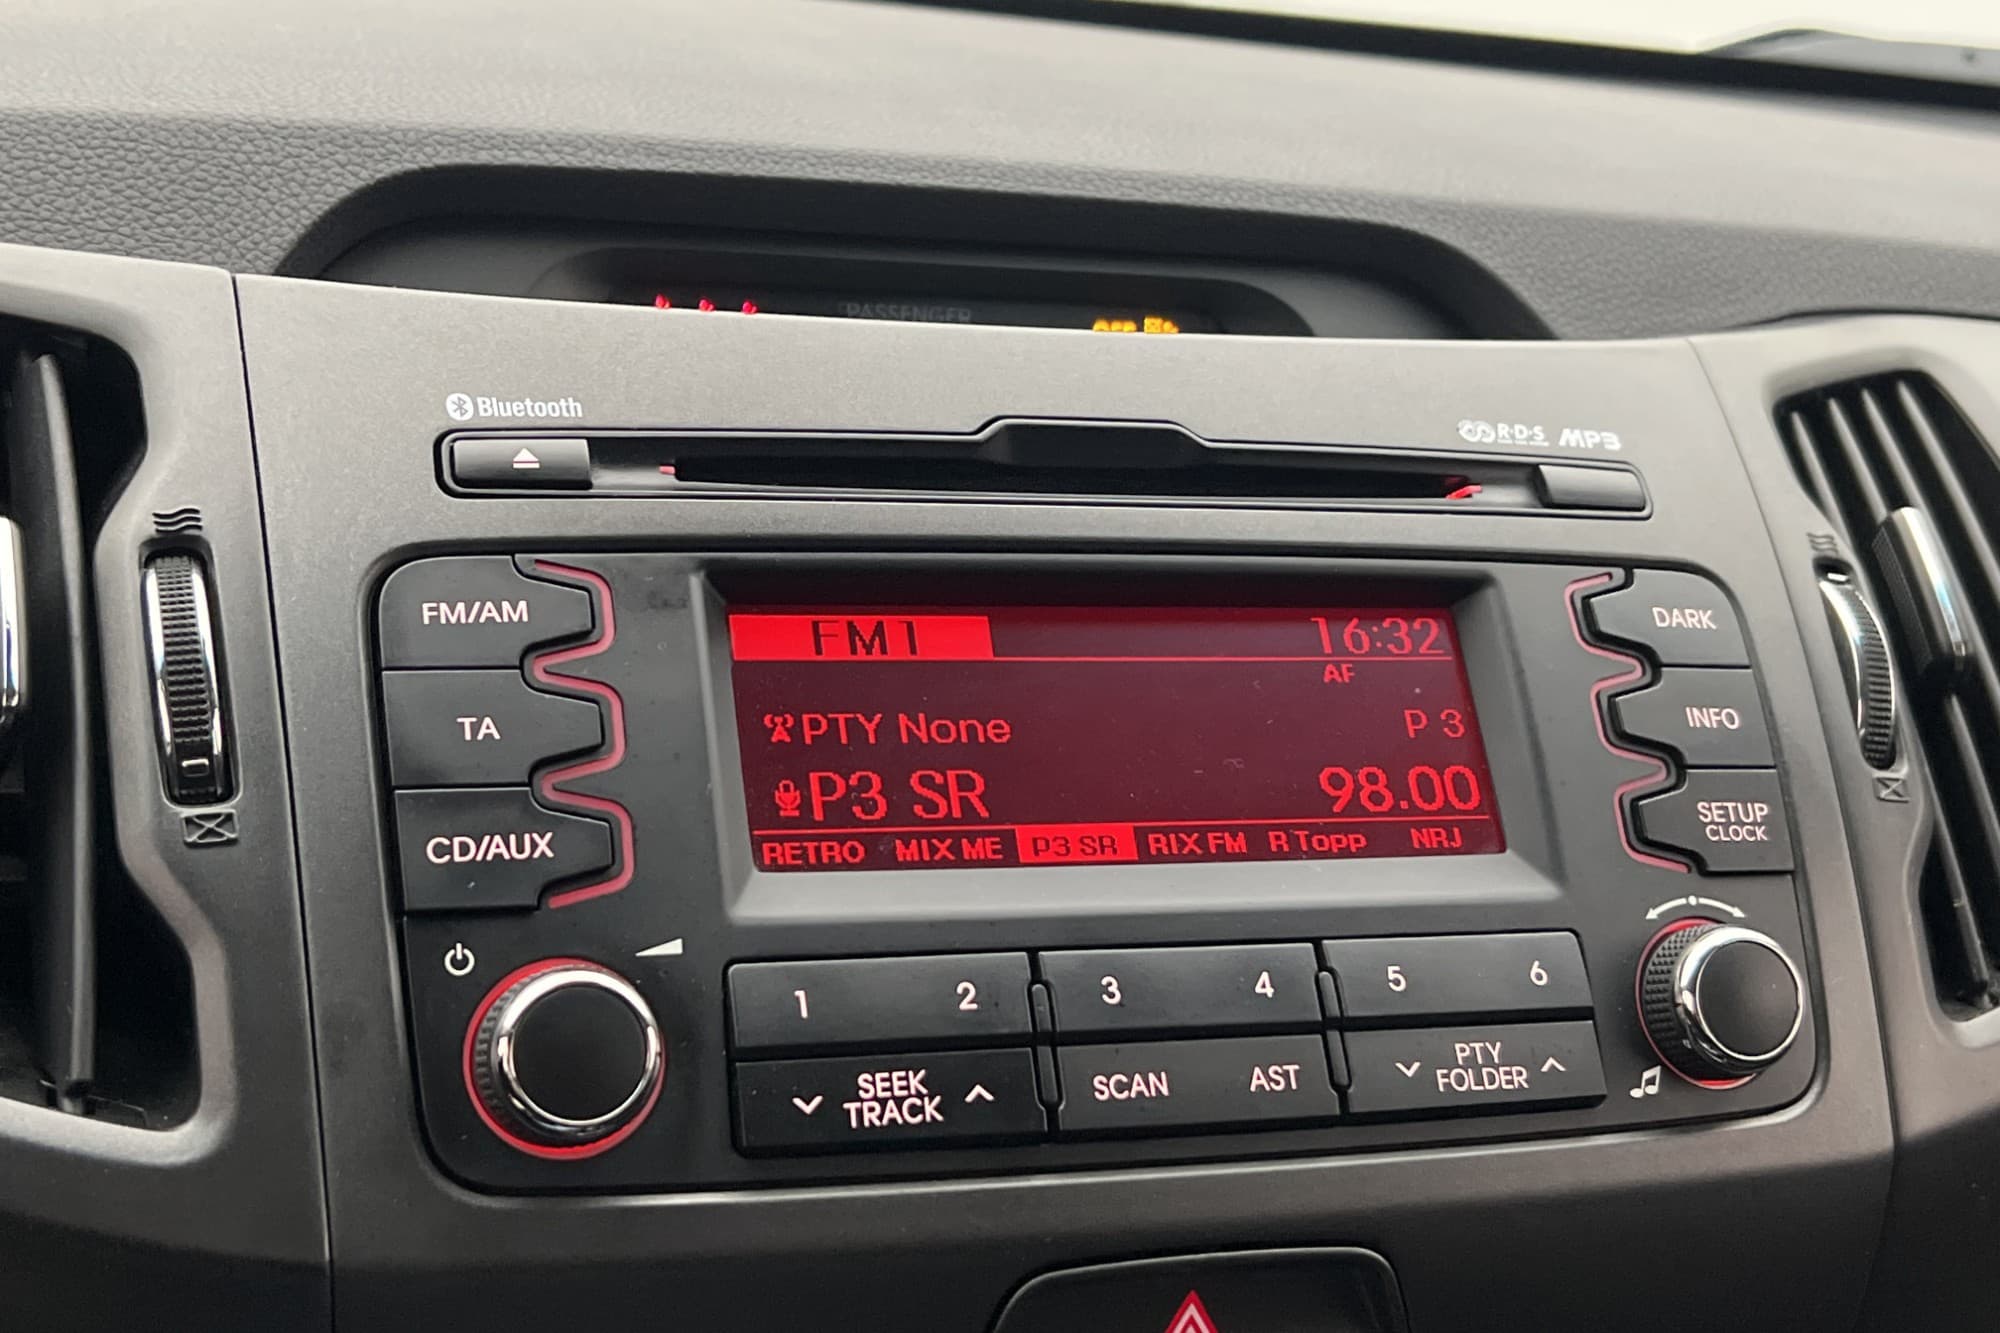 PASSENGER
OFF
Bluetooth
R·D·S MP3
FM/AM
TA
CD/AUX
FM1 16:32
AF
PTY None P 3
P3 SR 98.00
RETRO MIX ME P3 SR RIX FM R Topp NRJ
DARK
INFO
SETUP
CLOCK
1 2 3 4 5 6
SEEK
TRACK
SCAN AST
PTY
FOLDER